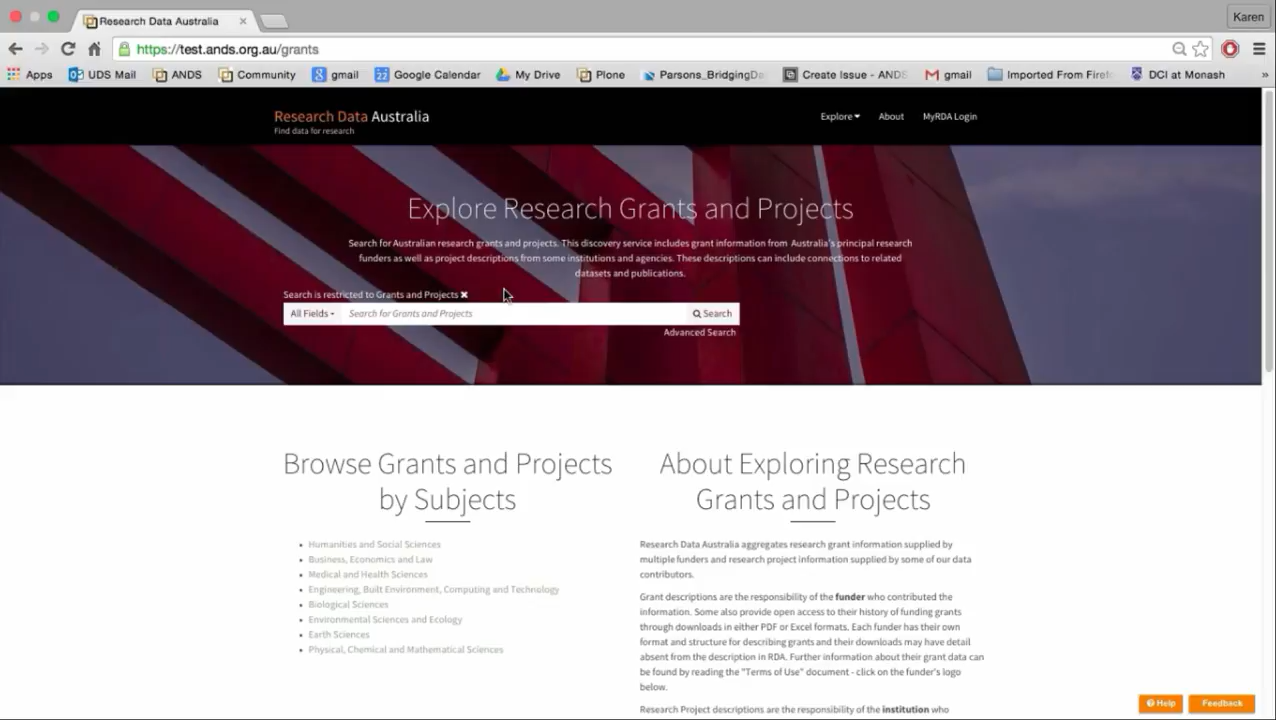 Research Data Australia
Karen
https://test.ands.org.au/grants
Apps UDS Mail ANDS Community gmail Google Calendar My Drive Plone Parsons_BridgingDa Create Issue - ANDS gmail Imported From Firef DCI at Monash »
Research Data Australia
Find data for research
Explore About MyRDA Login
Explore Research Grants and Projects
Search for Australian research grants and projects. This discovery service includes grant information from Australia's principal research
funders as well as project descriptions from some institutions and agencies. These descriptions can include connections to related
datasets and publications.
Search is restricted to Grants and Projects
All Fields Search for Grants and Projects Search
Advanced Search
Browse Grants and Projects
by Subjects
Humanities and Social Sciences
Business, Economics and Law
Medical and Health Sciences
Engineering, Built Environment, Computing and Technology
Biological Sciences
Environmental Sciences and Ecology
Earth Sciences
Physical, Chemical and Mathematical Sciences
About Exploring Research
Grants and Projects
Research Data Australia aggregates research grant information supplied by
multiple funders and research project information supplied by some of our data
contributors.
Grant descriptions are the responsibility of the funder who contributed the
information. Some also provide open access to their history of funding grants
through downloads in either PDF or Excel formats. Each funder has their own
format and structure for describing grants and their downloads may have detail
absent from the description in RDA. Further information about their grant data can
be found by reading the "Terms of Use" document - click on the funder's logo
below.
Research Project descriptions are the responsibility of the institution who
Help Feedback